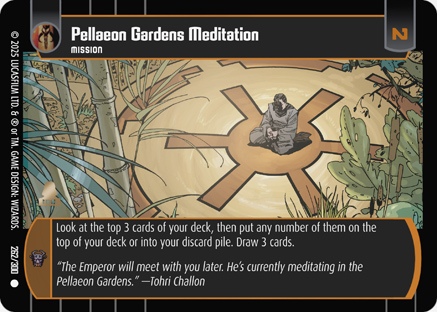 Pellaeon Gardens Meditation
MISSION
N
Look at the top 3 cards of your deck, then put any number of them on the
top of your deck or into your discard pile. Draw 3 cards.
“The Emperor will meet with you later. He’s currently meditating in the
Pellaeon Gardens.” —Tohri Challon
© 2025 LUCASFILM LTD. & ® or TM. GAME DESIGN: WIZARDS.